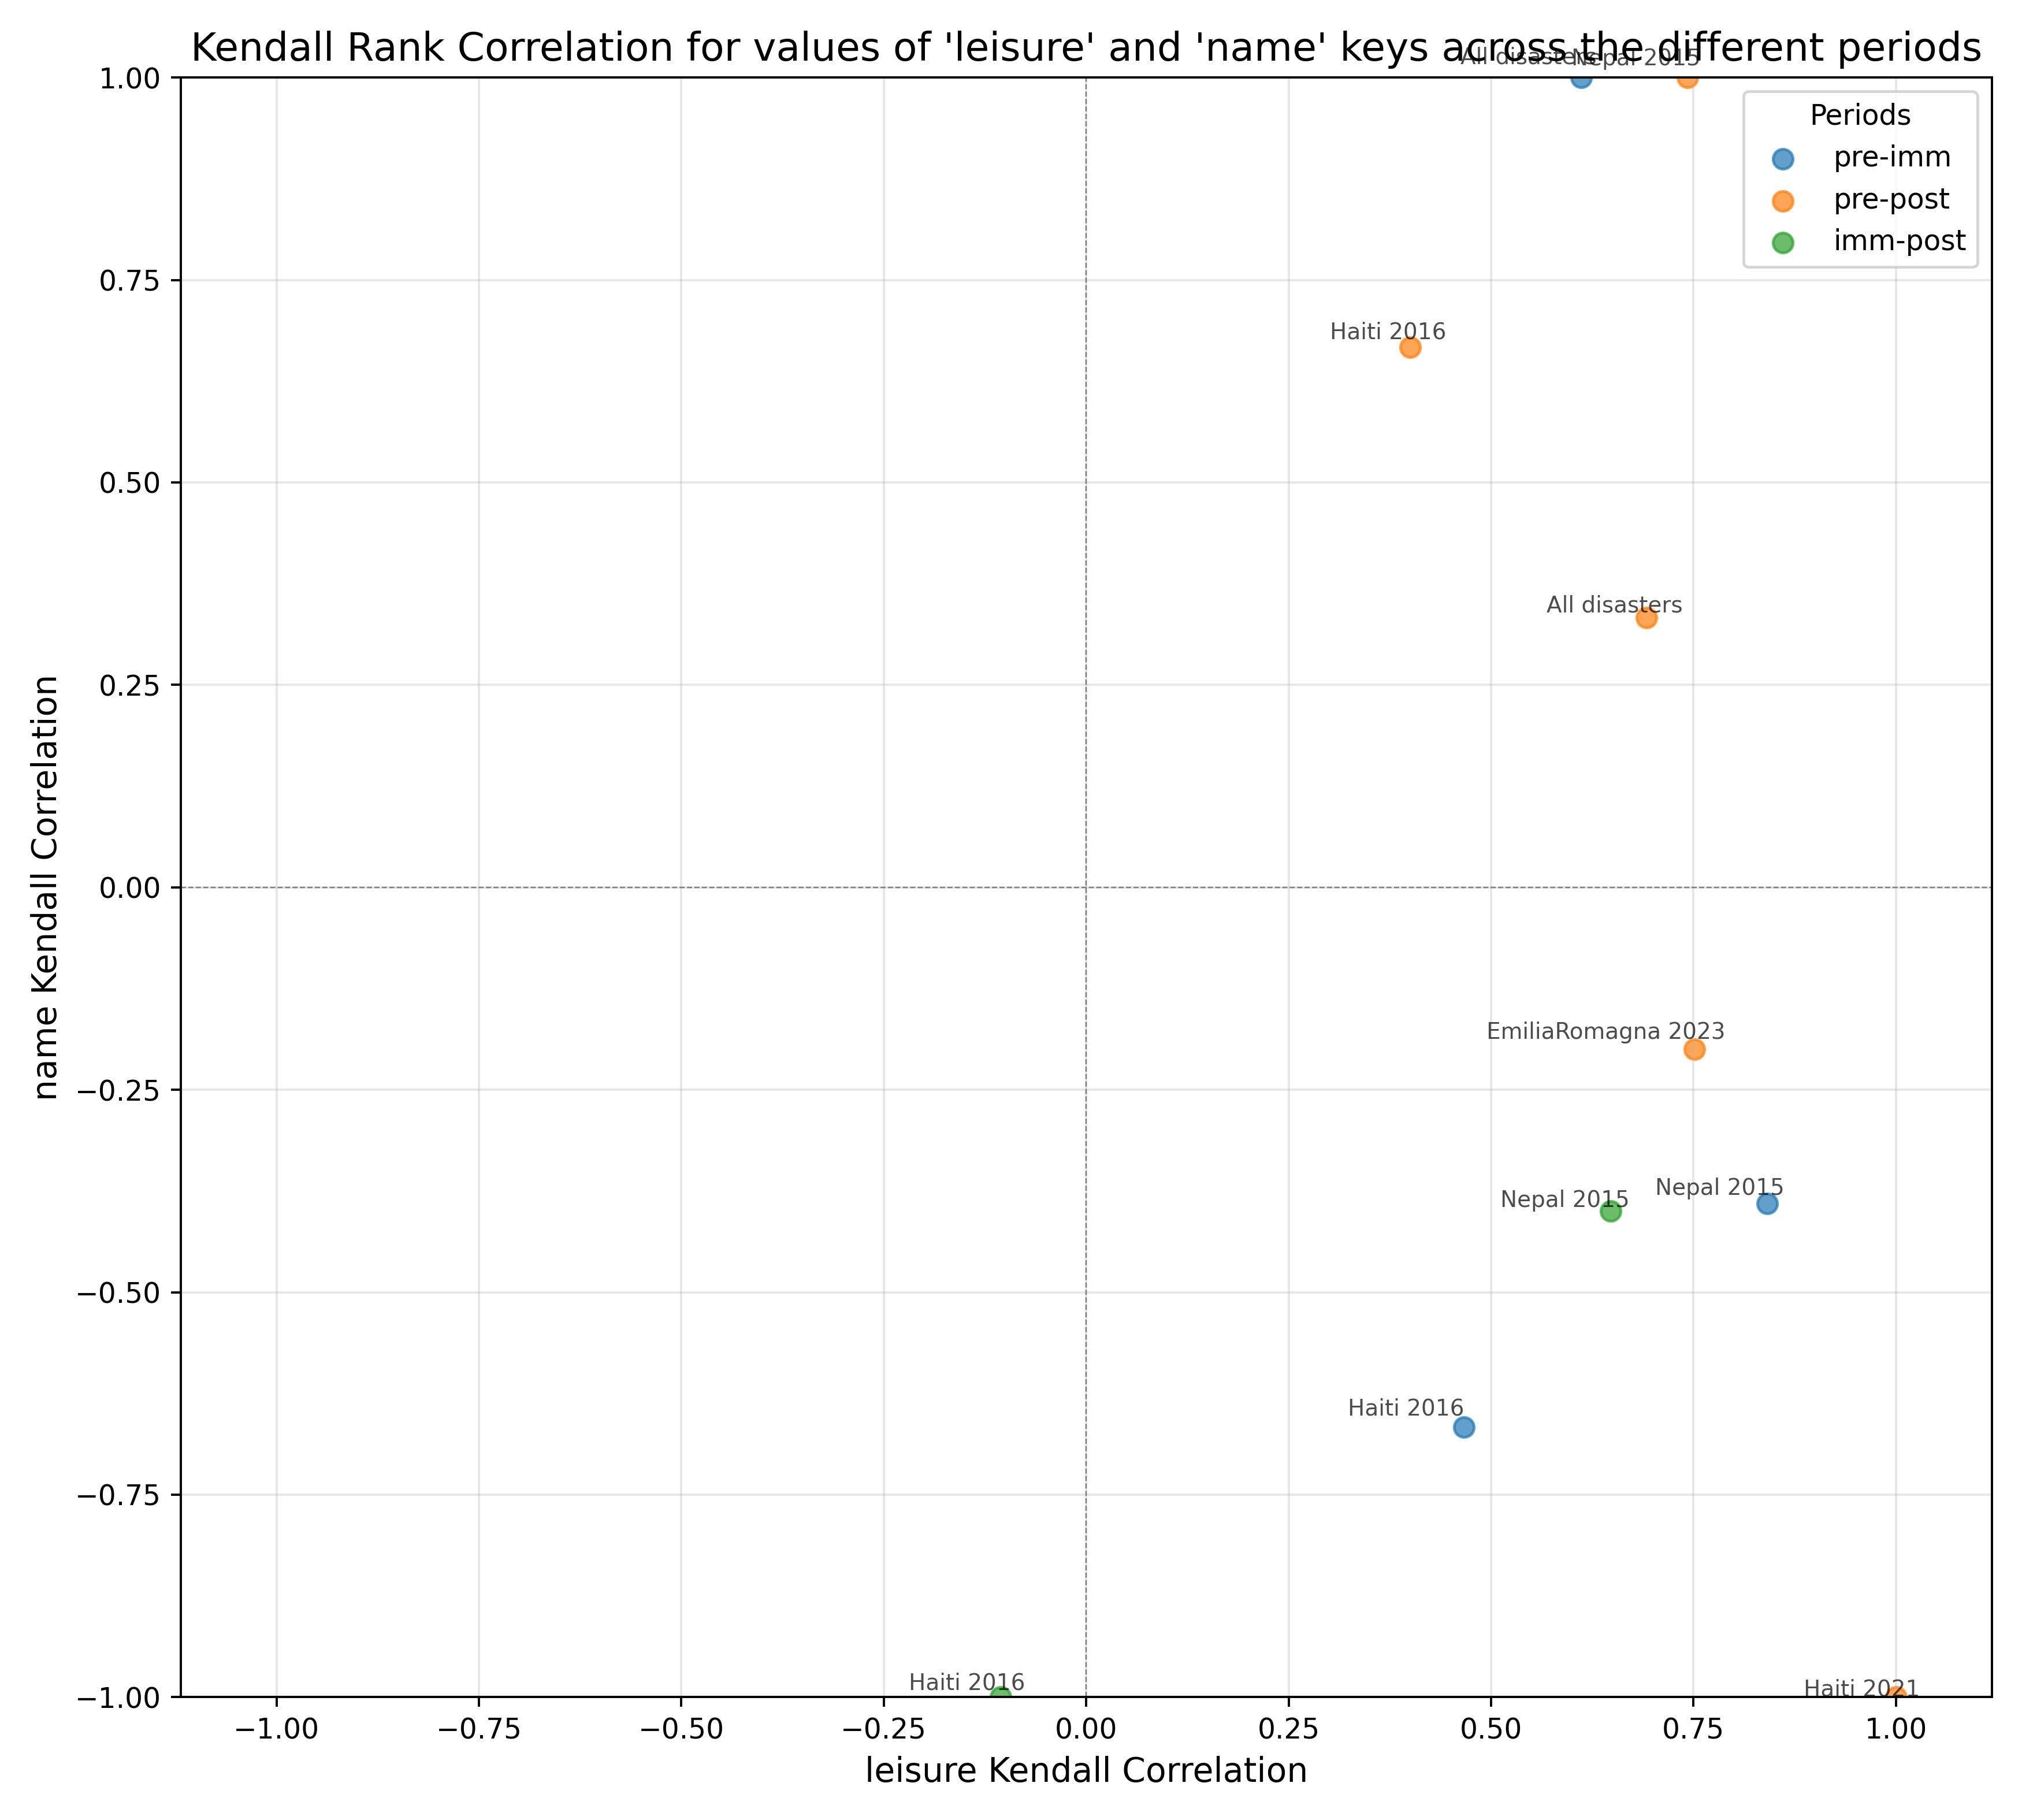 Kendall Rank Correlation for values of 'leisure' and 'name' keys across the different periods
All disasters
Nepal 2015
1.00
Periods
pre-imm
pre-post
imm-post
0.75
Haiti 2016
All disasters
0.50
0.25
0.00
name Kendall Correlation
EmiliaRomagna 2023
−0.25
Nepal 2015
Nepal 2015
−0.50
Haiti 2016
−0.75
Haiti 2016
Haiti 2021
−1.00
−1.00 −0.75 −0.50 −0.25 0.00 0.25 0.50 0.75 1.00
leisure Kendall Correlation